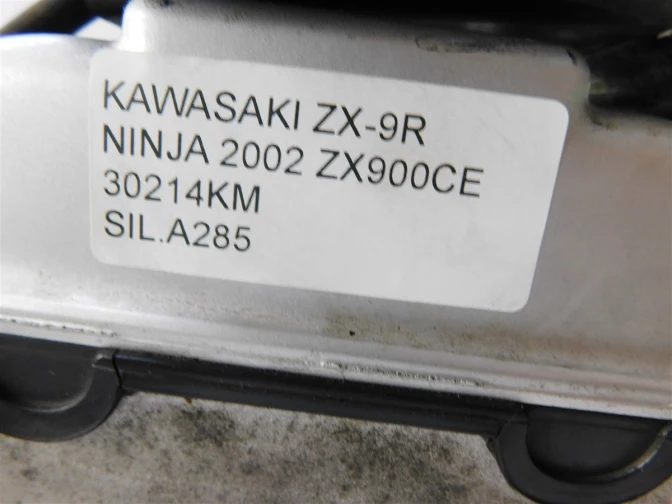 KAWASAKI ZX-9R
NINJA 2002 ZX900CE
30214KM
SIL.A285